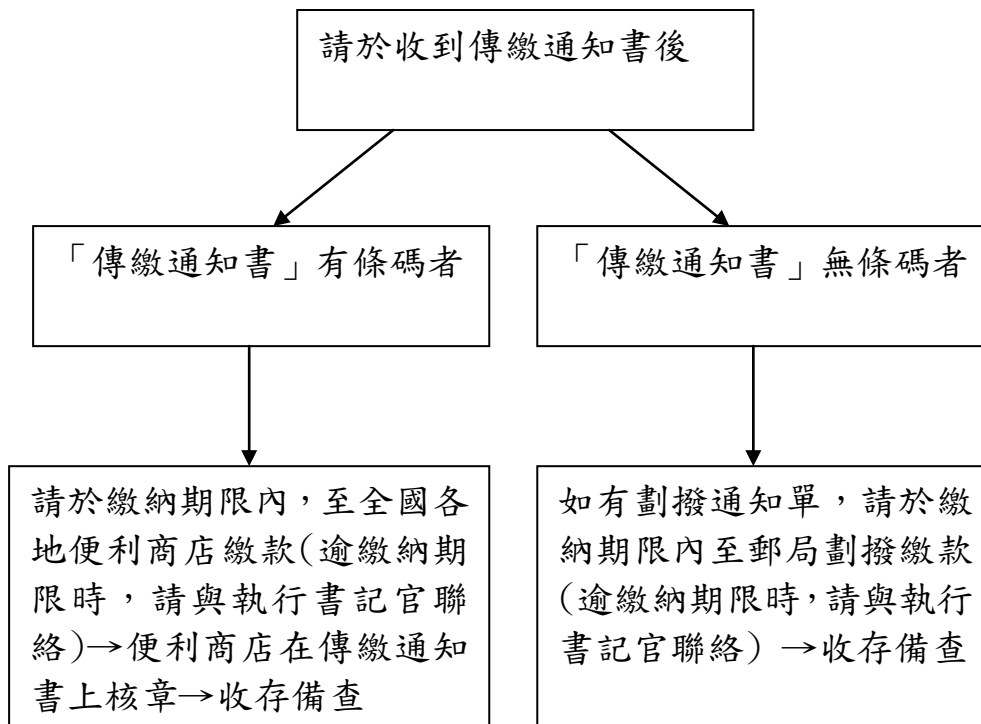 請於收到傳繳通知書後
「傳繳通知書」有條碼者
「傳繳通知書」無條碼者
請於繳納期限內，至全國各
地便利商店繳款(逾繳納期
限時，請與執行書記官聯
絡)→便利商店在傳繳通知
書上核章→收存備查
如有劃撥通知單，請於繳
納期限內至郵局劃撥繳款
(逾繳納期限時，請與執行
書記官聯絡) →收存備查